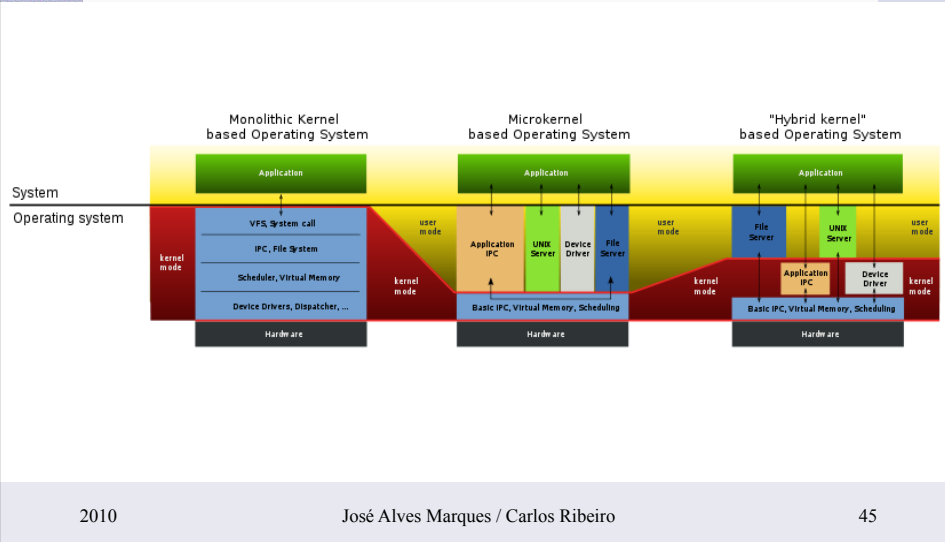 Monolithic Kernel
based Operating System
Microkernel
based Operating System
"Hybrid kernel"
based Operating System
System
Operating system
Application
VFS, System call
IPC, File System
Scheduler, Virtual Memory
Device Drivers, Dispatcher, ...
Hardware
kernel
mode
user
mode
kernel
mode
Application
Application
IPC
UNIX
Server
Device
Driver
File
Server
Basic IPC, Virtual Memory, Scheduling
Hardware
user
mode
kernel
mode
Application
File
Server
UNIX
Server
Application
IPC
Device
Driver
Basic IPC, Virtual Memory, Scheduling
Hardware
user
mode
kernel
mode
2010
José Alves Marques / Carlos Ribeiro
45